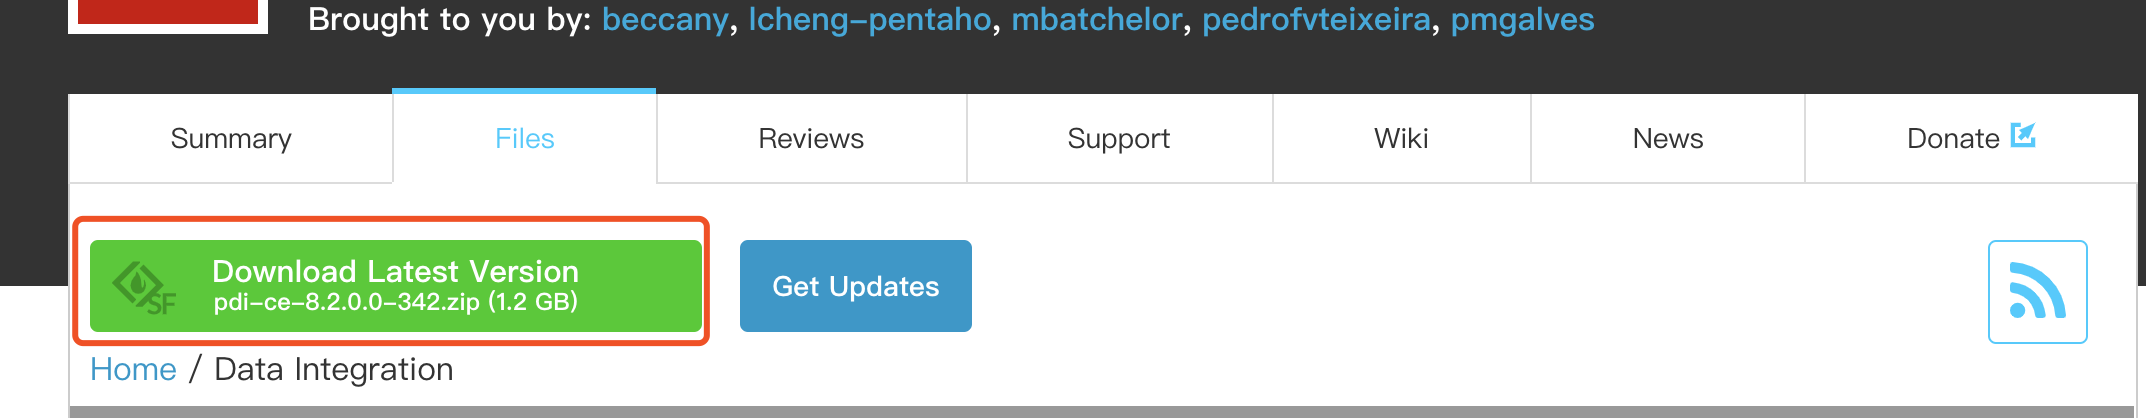 Brought to you by: beccany, lcheng-pentaho, mbatchelor, pedrofvteixeira, pmgalves
Summary
Files
Reviews
Support
Wiki
News
Donate
SF
Download Latest Version
pdi-ce-8.2.0.0-342.zip (1.2 GB)
Get Updates
Home / Data Integration